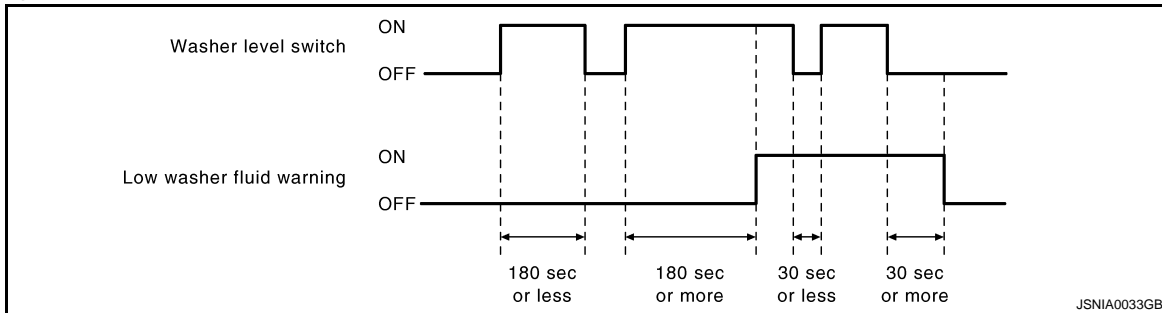 ON
Washer level switch
OFF
ON
Low washer fluid warning
OFF
180 sec
or less
180 sec
or more
30 sec
or less
30 sec
or more
JSNIA0033GB